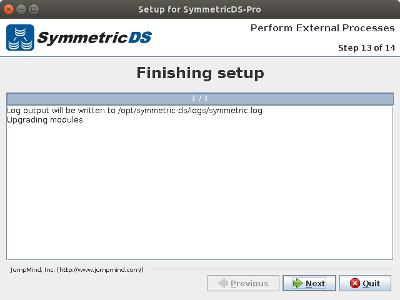 Setup for SymmetricDS-Pro
SymmetricDS
Perform External Processes
Step 13 of 14
Finishing setup
1 / 1
Log output will be written to /opt/symmetric-ds/logs/symmetric.log
Upgrading modules
JumpMind, Inc. (http://www.jumpmind.com/)
Previous
Next
Quit